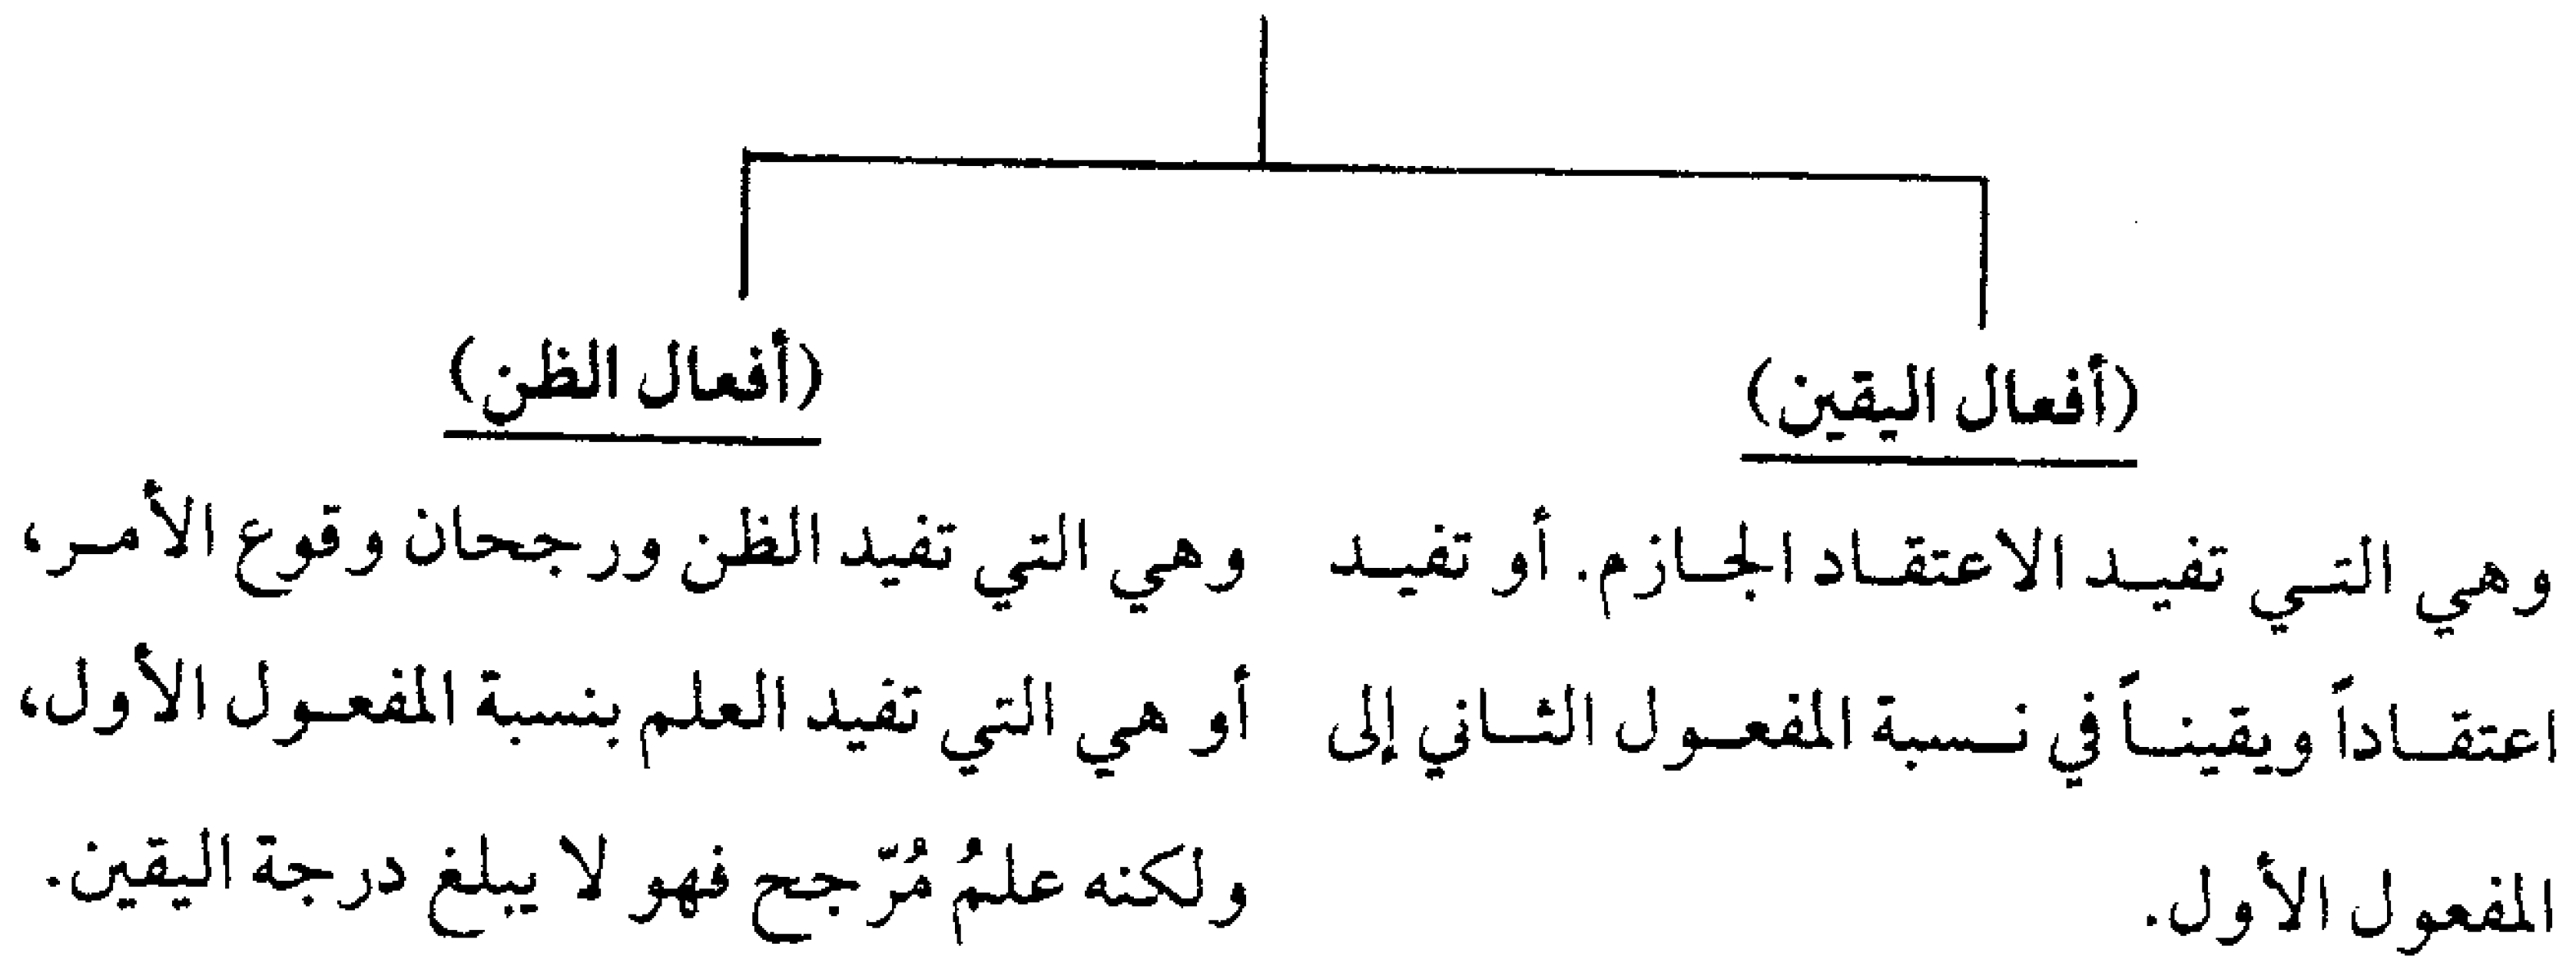 (أفعال اليقين)
وهي التي تفيد الاعتقاد الجازم. أو تفيد
اعتقاداً ويقيناً في نسبة المفعول الثاني إلى
المفعول الأول.
(أفعال الظن)
وهي التي تفيد الظن ورجحان وقوع الأمر،
أو هي التي تفيد العلم بنسبة المفعول الأول،
ولكنه علمُ مُرّجح فهو لا يبلغ درجة اليقين.